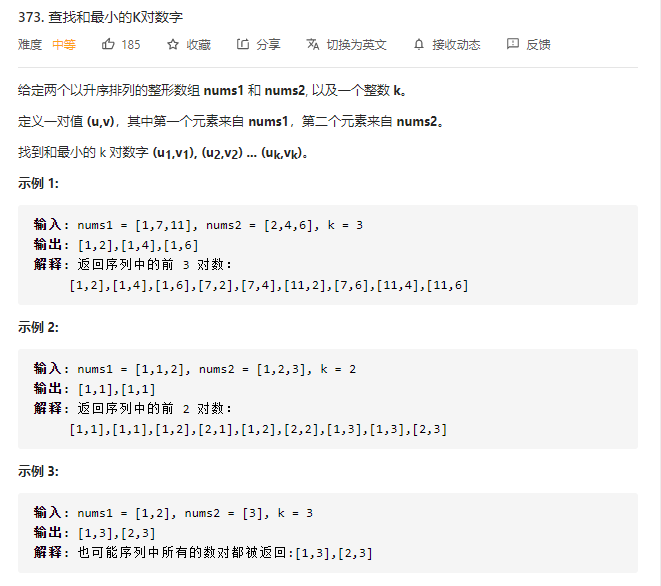 373. 查找和最小的K对数字
难度 中等 185 收藏 分享 切换为英文 接收动态 反馈
给定两个以升序排列的整形数组 nums1 和 nums2, 以及一个整数 k。
定义一对值 (u,v)，其中第一个元素来自 nums1，第二个元素来自 nums2。
找到和最小的 k 对数字 (u1,v1), (u2,v2) ... (uk,vk)。
示例 1:
输入: nums1 = [1,7,11], nums2 = [2,4,6], k = 3
输出: [1,2],[1,4],[1,6]
解释: 返回序列中的前 3 对数：
[1,2],[1,4],[1,6],[7,2],[7,4],[11,2],[7,6],[11,4],[11,6]
示例 2:
输入: nums1 = [1,1,2], nums2 = [1,2,3], k = 2
输出: [1,1],[1,1]
解释: 返回序列中的前 2 对数：
[1,1],[1,1],[1,2],[2,1],[1,2],[2,2],[1,3],[1,3],[2,3]
示例 3:
输入: nums1 = [1,2], nums2 = [3], k = 3
输出: [1,3],[2,3]
解释: 也可能序列中所有的数对都被返回:[1,3],[2,3]